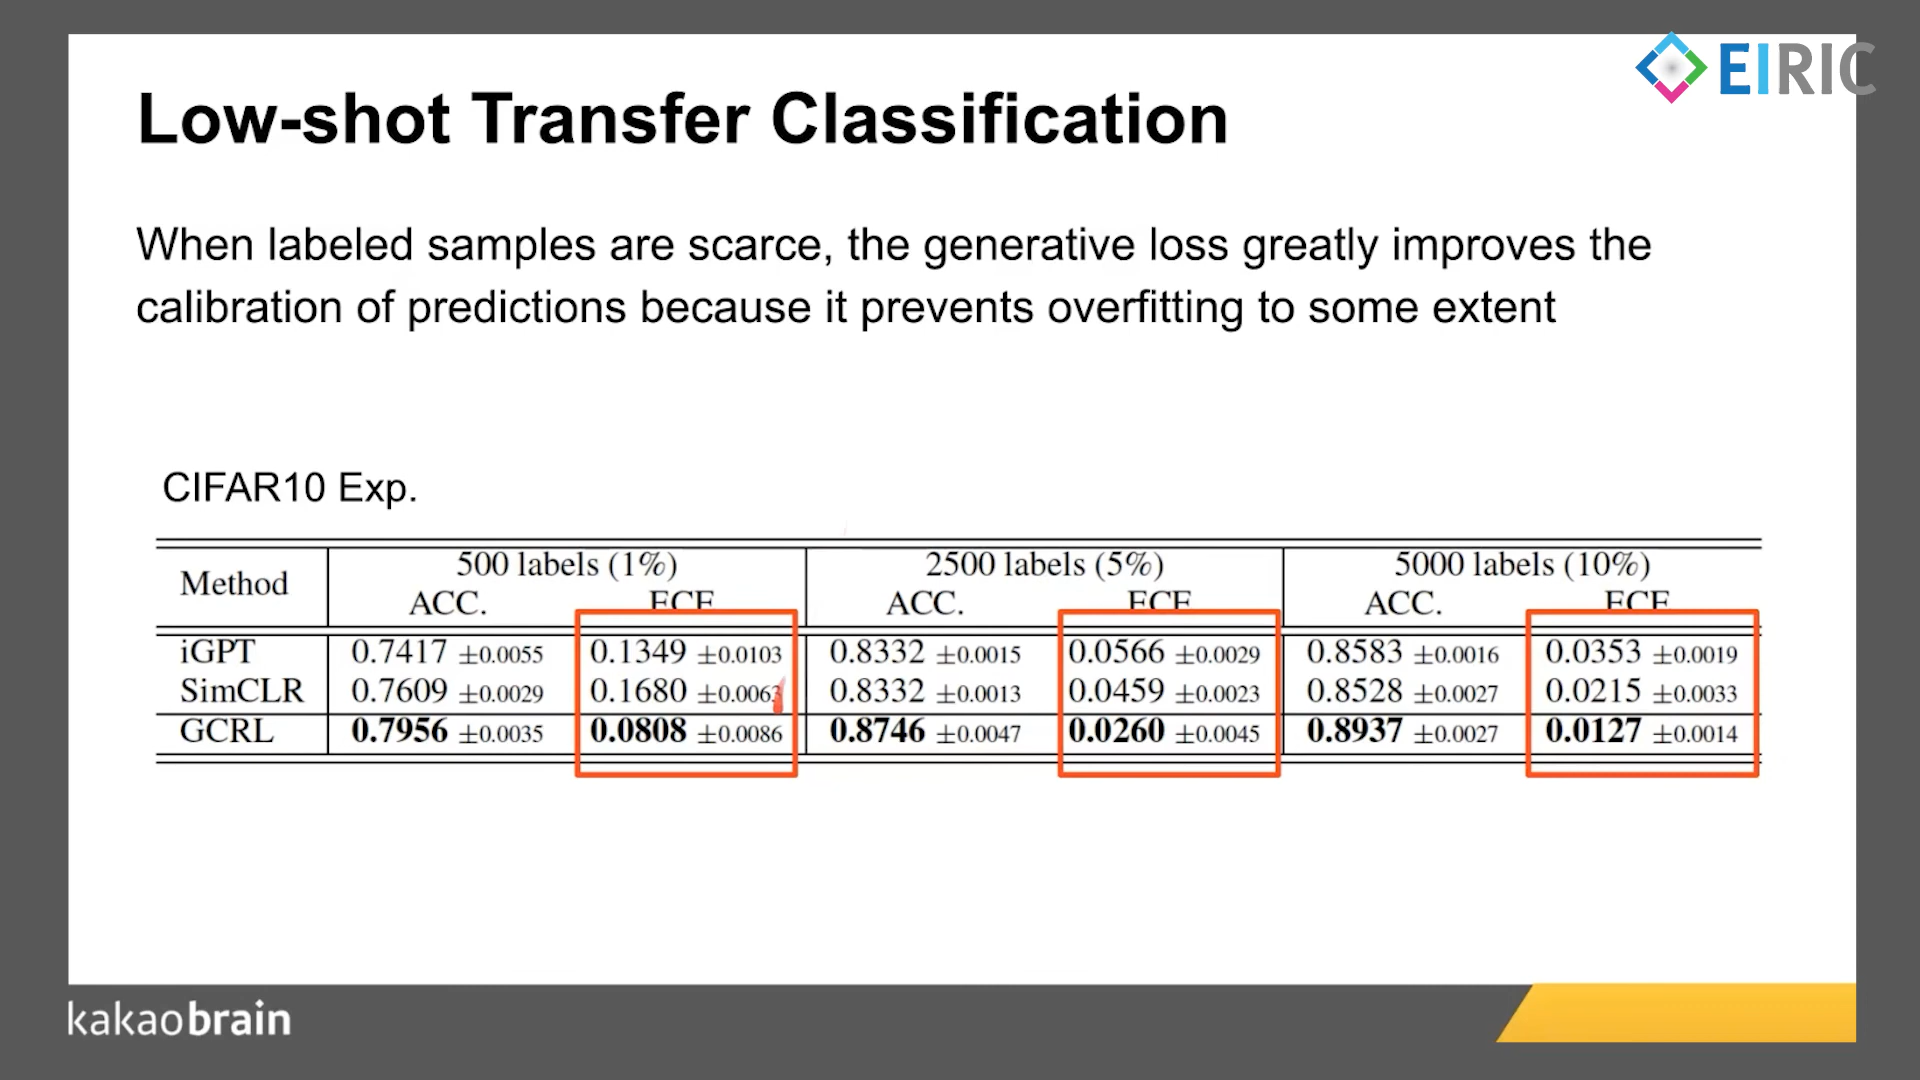 EIRIC
Low-shot Transfer Classification
When labeled samples are scarce, the generative loss greatly improves the
calibration of predictions because it prevents overfitting to some extent
CIFAR10 Exp.
Method 500 labels (1%) 2500 labels (5%) 5000 labels (10%)
ACC. ECE ACC. ECE ACC. ECE
iGPT 0.7417 ±0.0055 0.1349 ±0.0103 0.8332 ±0.0015 0.0566 ±0.0029 0.8583 ±0.0016 0.0353 ±0.0019
SimCLR 0.7609 ±0.0029 0.1680 ±0.0063 0.8332 ±0.0013 0.0459 ±0.0023 0.8528 ±0.0027 0.0215 ±0.0033
GCRL 0.7956 ±0.0035 0.0808 ±0.0086 0.8746 ±0.0047 0.0260 ±0.0045 0.8937 ±0.0027 0.0127 ±0.0014
kakaobrain